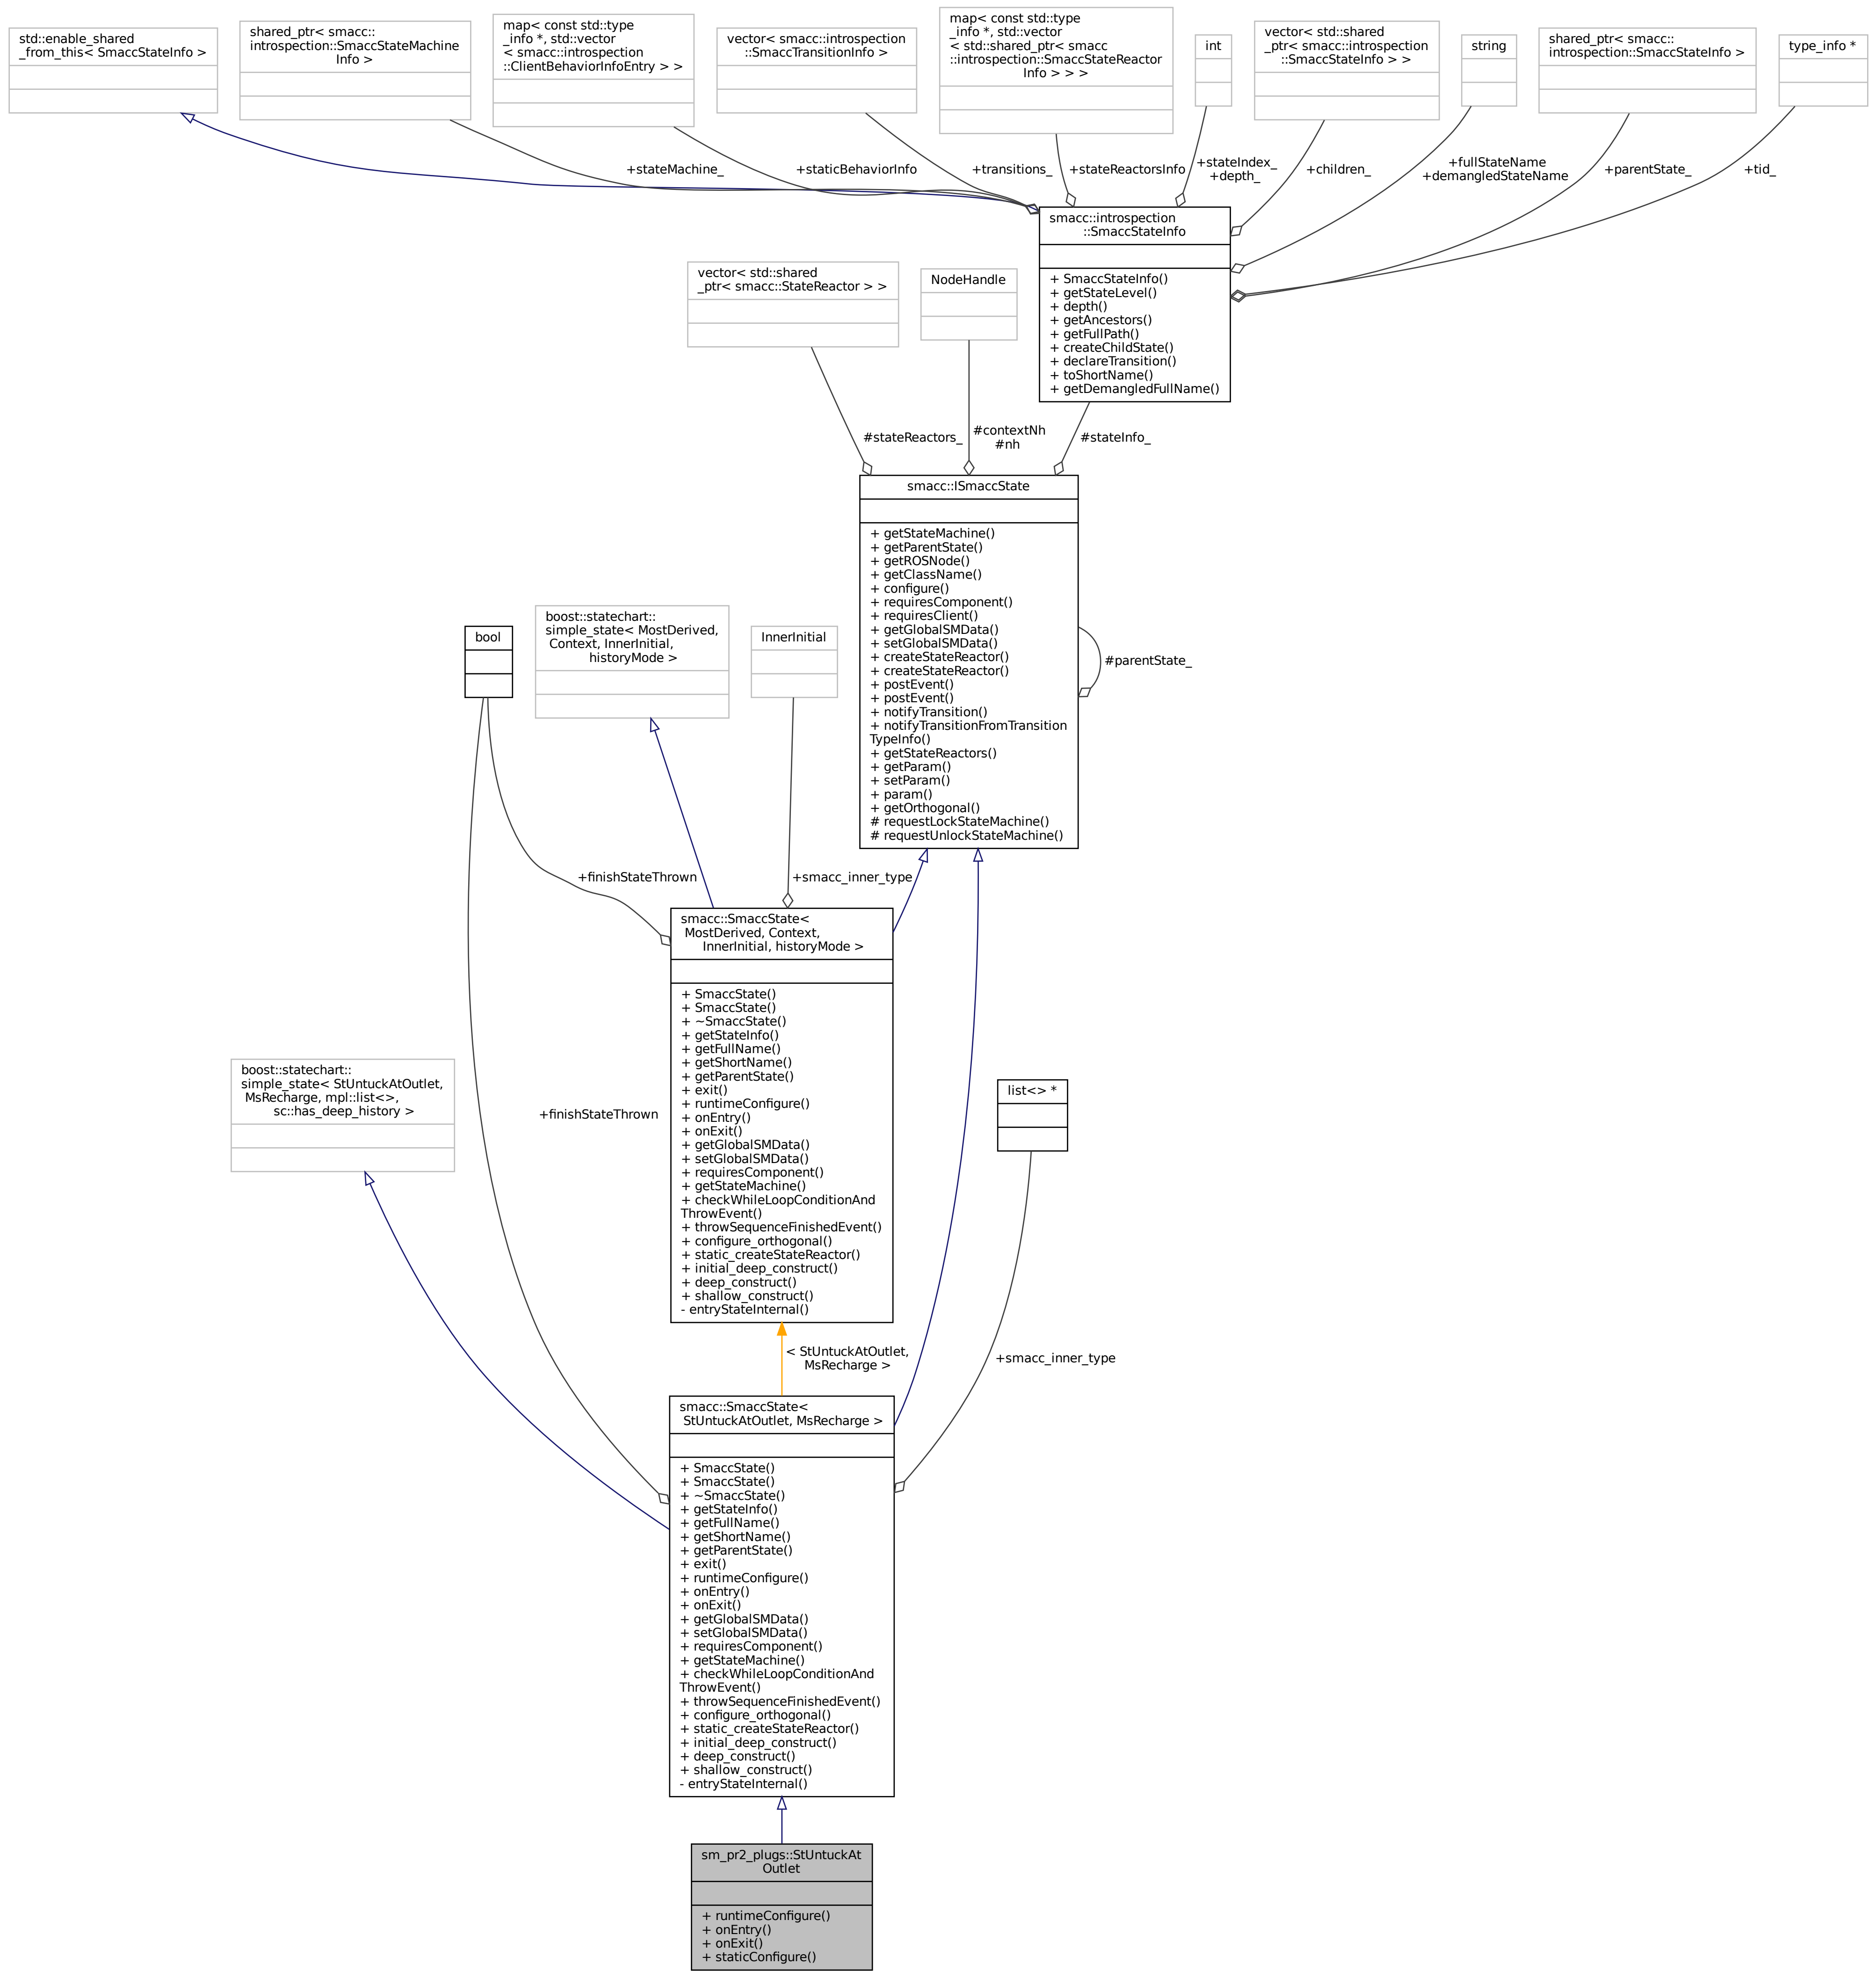 std::enable_shared
_from_this< SmaccStateInfo >
shared_ptr< smacc::
introspection::SmaccStateMachine
Info >
map< const std::type
_info *, std::vector
< smacc::introspection
::ClientBehaviorInfoEntry > >
vector< smacc::introspection
::SmaccTransitionInfo >
map< const std::type
_info *, std::vector
< std::shared_ptr< smacc
::introspection::SmaccStateReactor
Info > > >
int
vector< std::shared
_ptr< smacc::introspection
::SmaccStateInfo > >
string
shared_ptr< smacc::
introspection::SmaccStateInfo >
type_info *
+stateMachine_
+staticBehaviorInfo
+transitions_
+stateReactorsInfo
+stateIndex_
+depth_
+children_
+fullStateName
+demangledStateName
+parentState_
+tid_
smacc::introspection
::SmaccStateInfo
+ SmaccStateInfo()
+ getStateLevel()
+ depth()
+ getAncestors()
+ getFullPath()
+ createChildState()
+ declareTransition()
+ toShortName()
+ getDemangledFullName()
vector< std::shared
_ptr< smacc::StateReactor > >
NodeHandle
#stateReactors_
#contextNh
#nh
#stateInfo_
smacc::ISmaccState
+ getStateMachine()
+ getParentState()
+ getROSNode()
+ getClassName()
+ configure()
+ requiresComponent()
+ requiresClient()
+ getGlobalSMData()
+ setGlobalSMData()
+ createStateReactor()
+ createStateReactor()
+ postEvent()
+ postEvent()
+ notifyTransition()
+ notifyTransitionFromTransition
TypeInfo()
+ getStateReactors()
+ getParam()
+ setParam()
+ param()
+ getOrthogonal()
# requestLockStateMachine()
# requestUnlockStateMachine()
#parentState_
bool
boost::statechart::
simple_state< MostDerived,
Context, InnerInitial,
historyMode >
InnerInitial
+finishStateThrown
+smacc_inner_type
smacc::SmaccState<
MostDerived, Context,
InnerInitial, historyMode >
+ SmaccState()
+ SmaccState()
+ ~SmaccState()
+ getStateInfo()
+ getFullName()
+ getShortName()
+ getParentState()
+ exit()
+ runtimeConfigure()
+ onEntry()
+ onExit()
+ getGlobalSMData()
+ setGlobalSMData()
+ requiresComponent()
+ getStateMachine()
+ checkWhileLoopConditionAnd
ThrowEvent()
+ throwSequenceFinishedEvent()
+ configure_orthogonal()
+ static_createStateReactor()
+ initial_deep_construct()
+ deep_construct()
+ shallow_construct()
- entryStateInternal()
boost::statechart::
simple_state< StUntuckAtOutlet,
MsRecharge, mpl::list<>,
sc::has_deep_history >
+finishStateThrown
list<> *
< StUntuckAtOutlet,
MsRecharge >
+smacc_inner_type
smacc::SmaccState<
StUntuckAtOutlet, MsRecharge >
+ SmaccState()
+ SmaccState()
+ ~SmaccState()
+ getStateInfo()
+ getFullName()
+ getShortName()
+ getParentState()
+ exit()
+ runtimeConfigure()
+ onEntry()
+ onExit()
+ getGlobalSMData()
+ setGlobalSMData()
+ requiresComponent()
+ getStateMachine()
+ checkWhileLoopConditionAnd
ThrowEvent()
+ throwSequenceFinishedEvent()
+ configure_orthogonal()
+ static_createStateReactor()
+ initial_deep_construct()
+ deep_construct()
+ shallow_construct()
- entryStateInternal()
sm_pr2_plugs::StUntuckAt
Outlet
+ runtimeConfigure()
+ onEntry()
+ onExit()
+ staticConfigure()